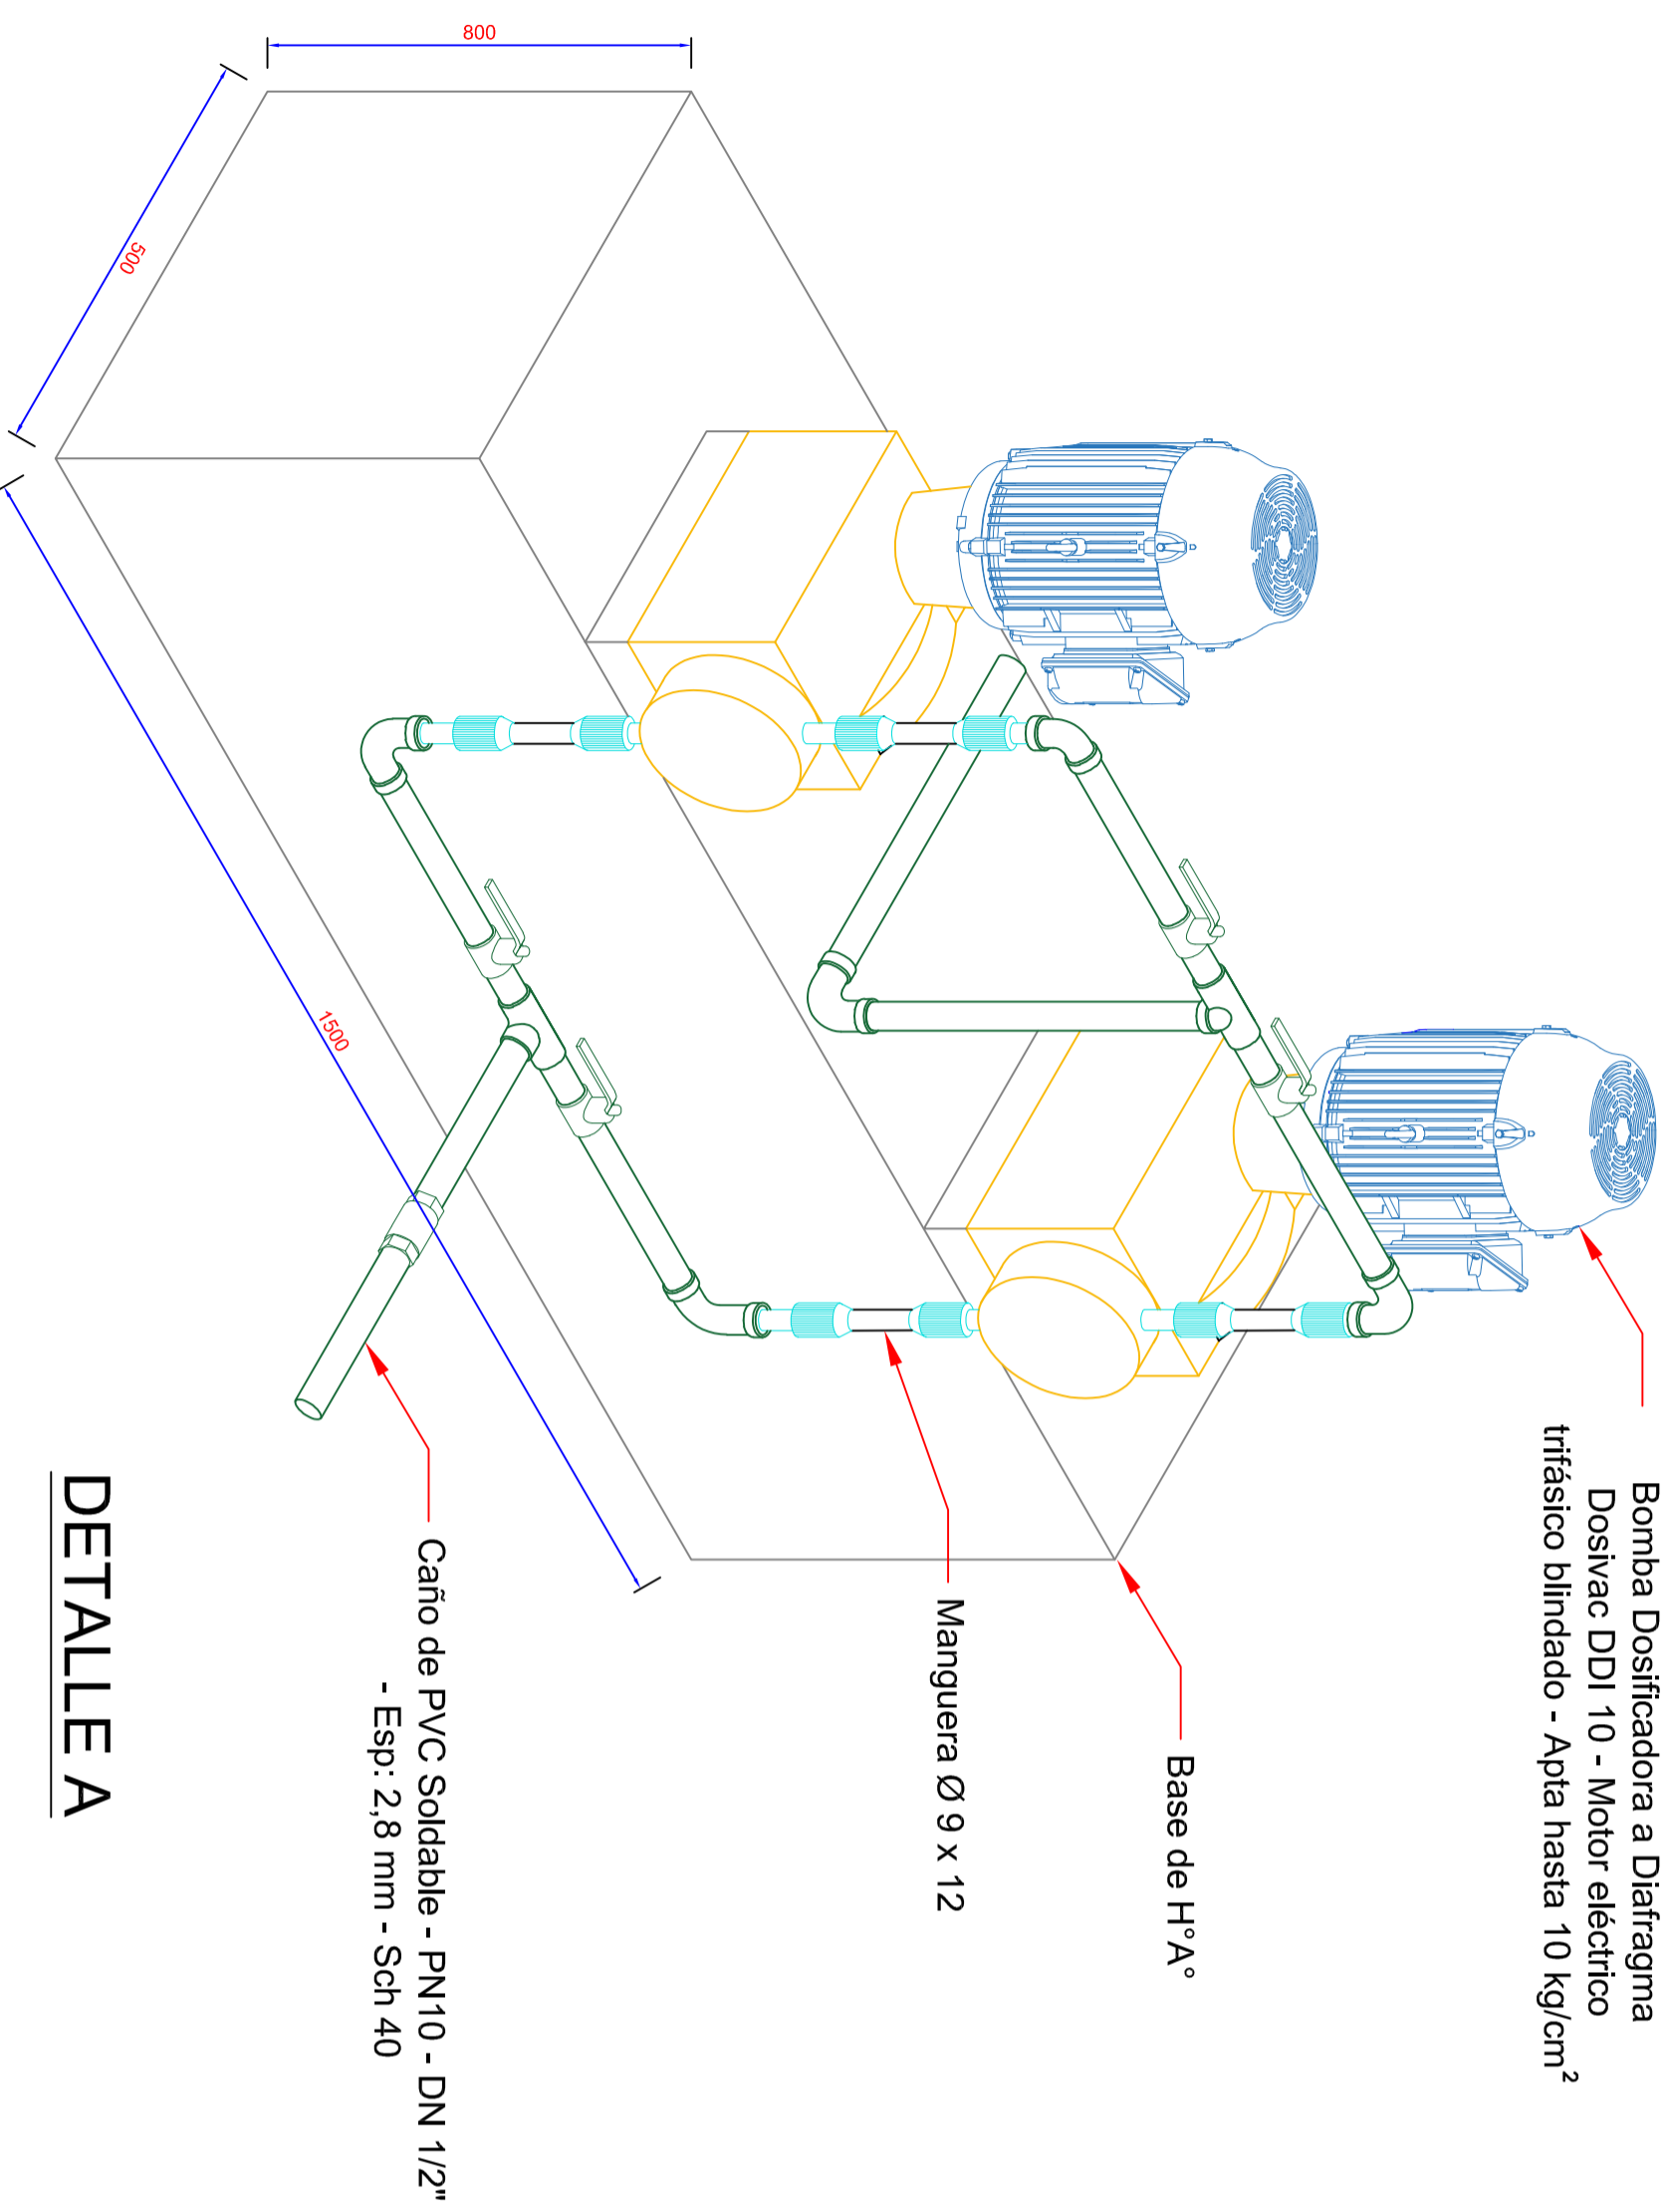 Bomba Dosificadora a Diafragma
Dosivac DDI 10 - Motor eléctrico
trifásico blindado - Apta hasta 10 kg/cm²
Base de H°A°
Manguera Ø 9 x 12
Caño de PVC Soldable - PN10 - DN 1/2"
- Esp: 2,8 mm - Sch 40
800
500
1500
DETALLE A